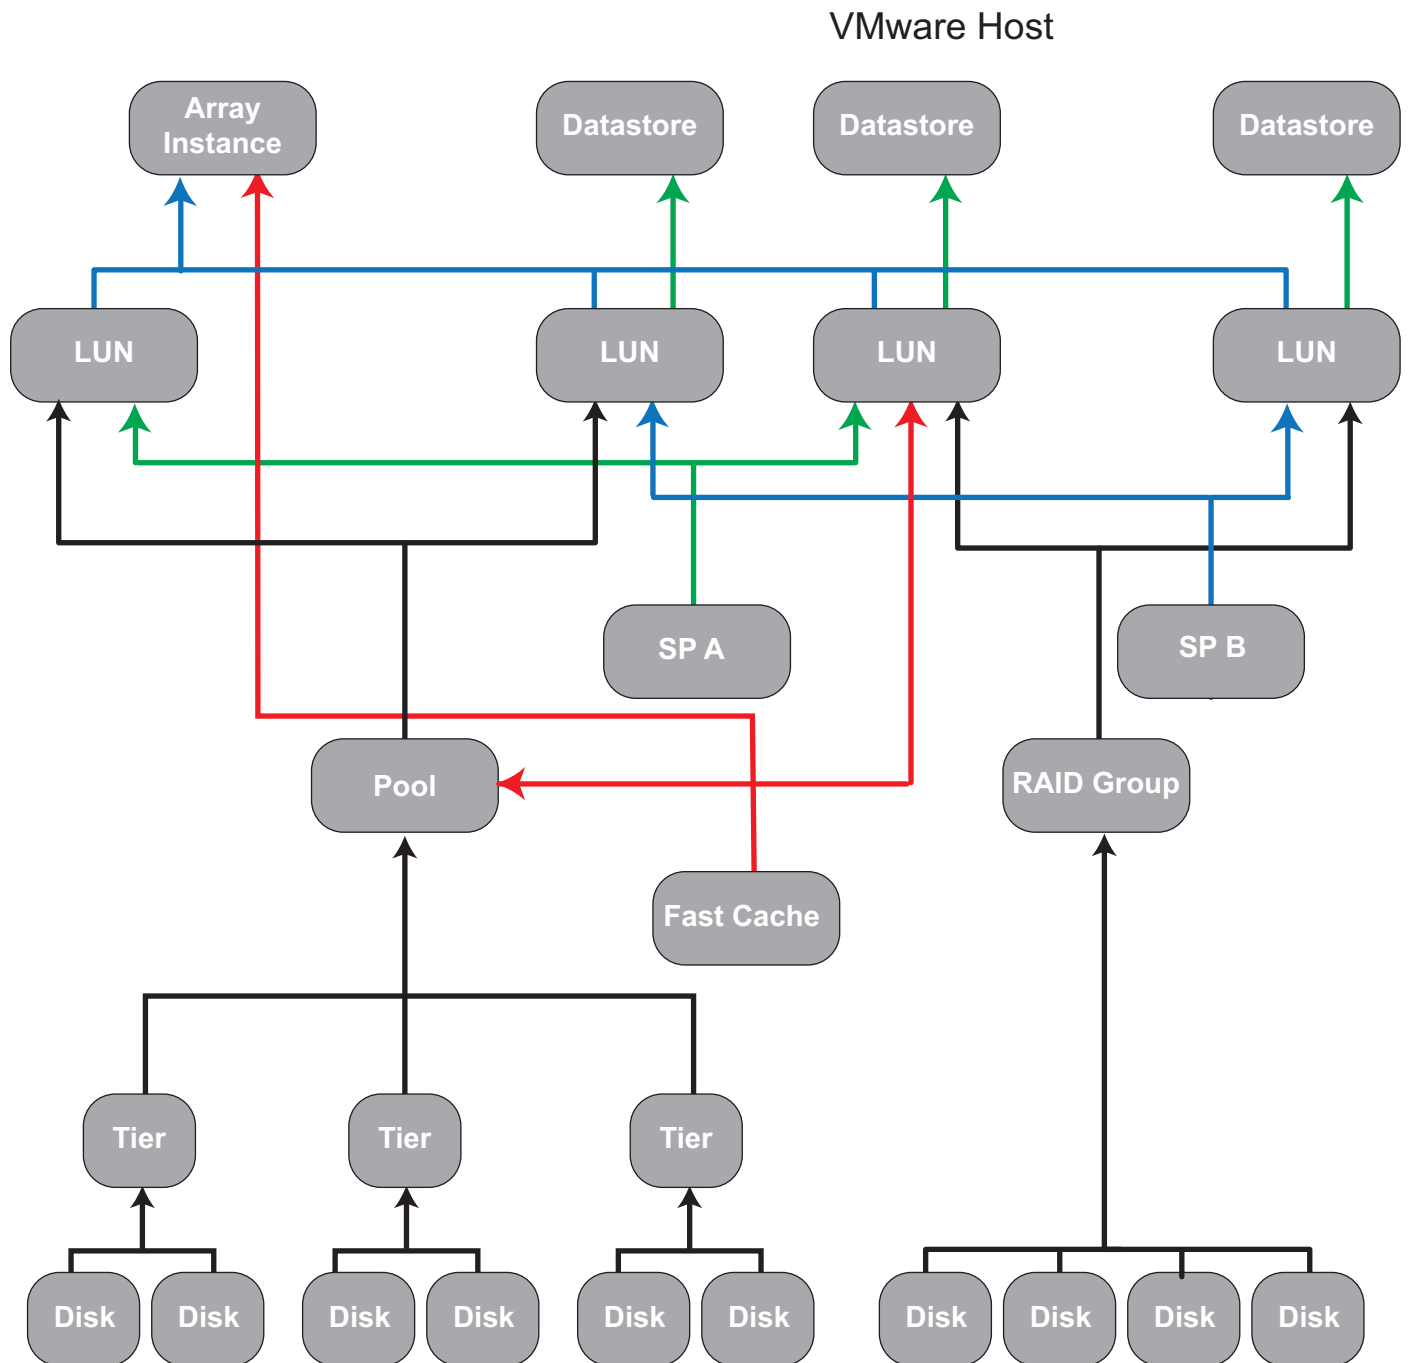 VMware Host
Array
Instance
Datastore
Datastore
Datastore
LUN
LUN
LUN
LUN
SP A
SP B
Pool
RAID Group
Fast Cache
Tier
Tier
Tier
Disk
Disk
Disk
Disk
Disk
Disk
Disk
Disk
Disk
Disk